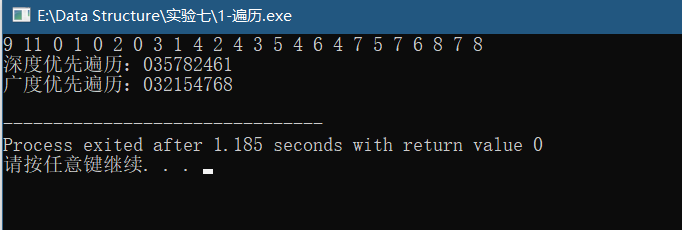 E:\Data Structure\实验七\1-遍历.exe
9 11 0 1 0 2 0 3 1 4 2 4 3 5 4 6 4 7 5 7 6 8 7 8
深度优先遍历：035782461
广度优先遍历：032154768
--------------------------------
Process exited after 1.185 seconds with return value 0
请按任意键继续. . .